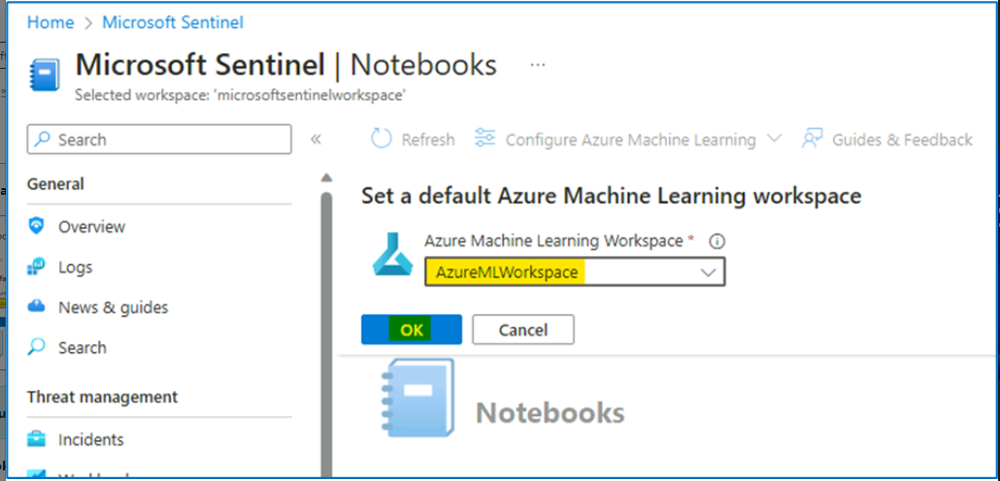 Home > Microsoft Sentinel
Microsoft Sentinel | Notebooks ...
Selected workspace: 'microsoftsentinelworkspace'
Search «
Refresh Configure Azure Machine Learning Guides & Feedback
General
Set a default Azure Machine Learning workspace
Overview
Azure Machine Learning Workspace *
Logs
AzureMLWorkspace
News & guides
OK Cancel
Search
Threat management
Notebooks
Incidents